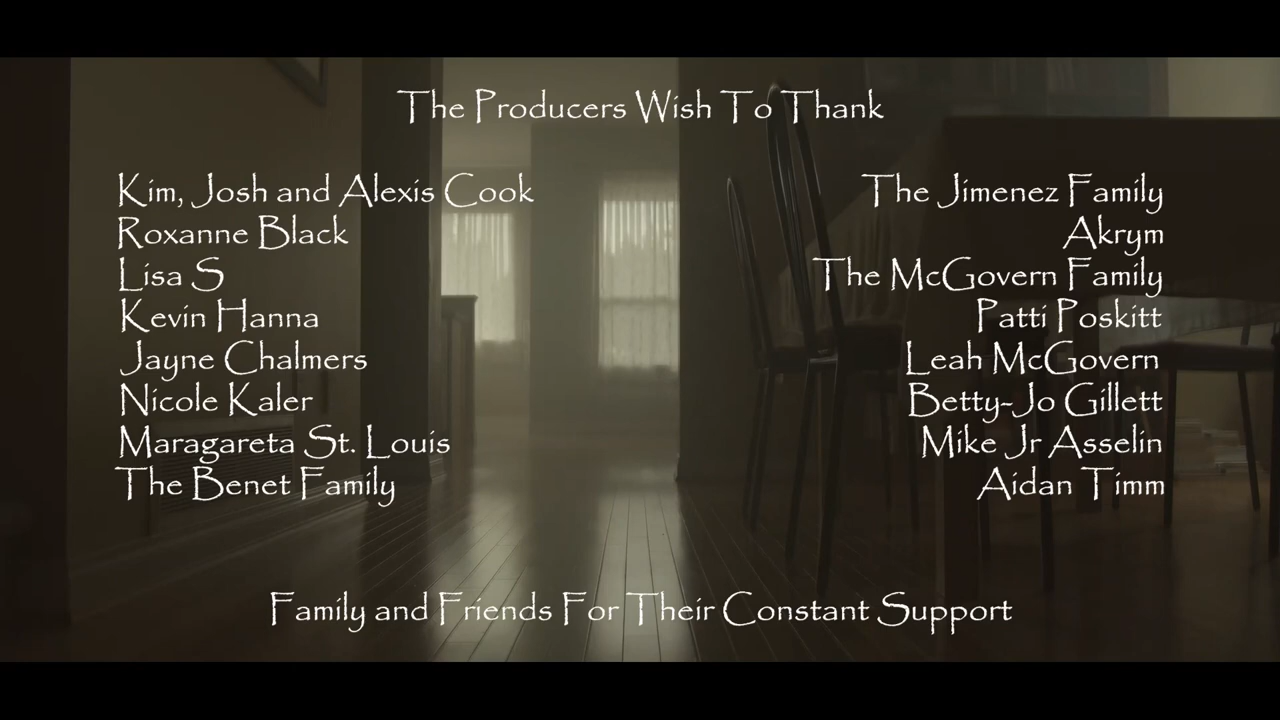 The Producers Wish To Thank
Kim, Josh and Alexis Cook
Roxanne Black
Lisa S
Kevin Hanna
Jayne Chalmers
Nicole Kaler
Maragareta St. Louis
The Benet Family
The Jimenez Family
Akrym
The McGovern Family
Patti Poskitt
Leah McGovern
Betty-Jo Gillett
Mike Jr Asselin
Aidan Timm
Family and Friends For Their Constant Support